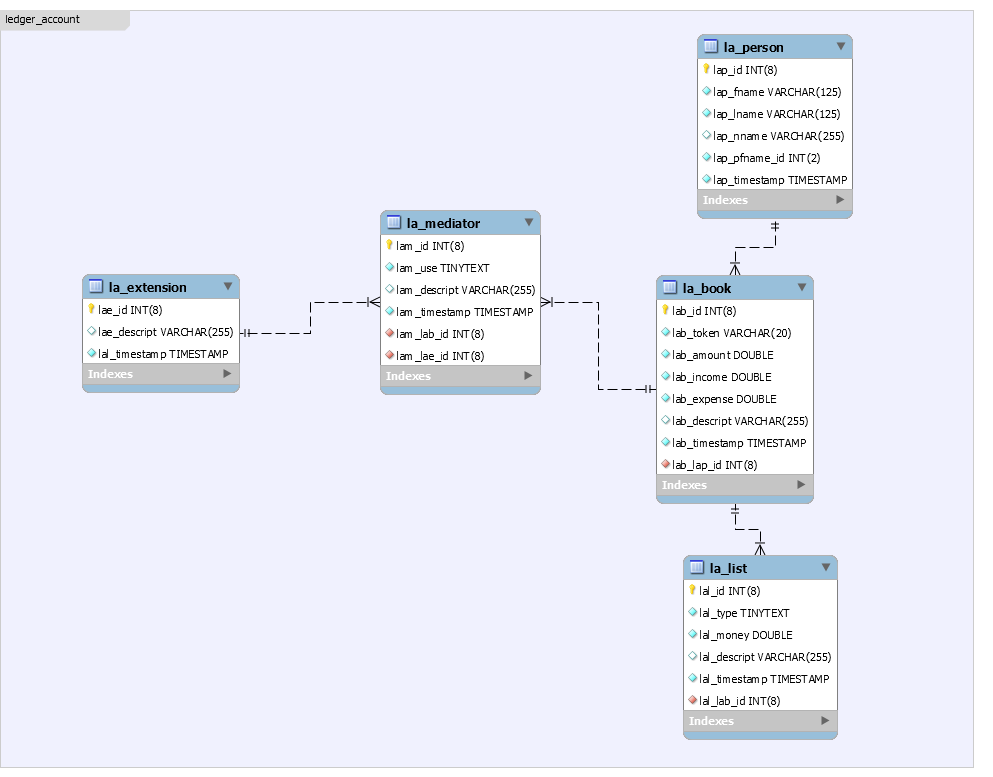 ledger_account
la_person
lap_id INT(8)
lap_fname VARCHAR(125)
lap_lname VARCHAR(125)
lap_nname VARCHAR(255)
lap_pfname_id INT(2)
lap_timestamp TIMESTAMP
Indexes
la_mediator
lam_id INT(8)
lam_use TINYTEXT
lam_descript VARCHAR(255)
lam_timestamp TIMESTAMP
lam_lab_id INT(8)
lam_lae_id INT(8)
Indexes
la_extension
lae_id INT(8)
lae_descript VARCHAR(255)
lal_timestamp TIMESTAMP
Indexes
la_book
lab_id INT(8)
lab_token VARCHAR(20)
lab_amount DOUBLE
lab_income DOUBLE
lab_expense DOUBLE
lab_descript VARCHAR(255)
lab_timestamp TIMESTAMP
lab_lap_id INT(8)
Indexes
la_list
lal_id INT(8)
lal_type TINYTEXT
lal_money DOUBLE
lal_descript VARCHAR(255)
lal_timestamp TIMESTAMP
lal_lab_id INT(8)
Indexes